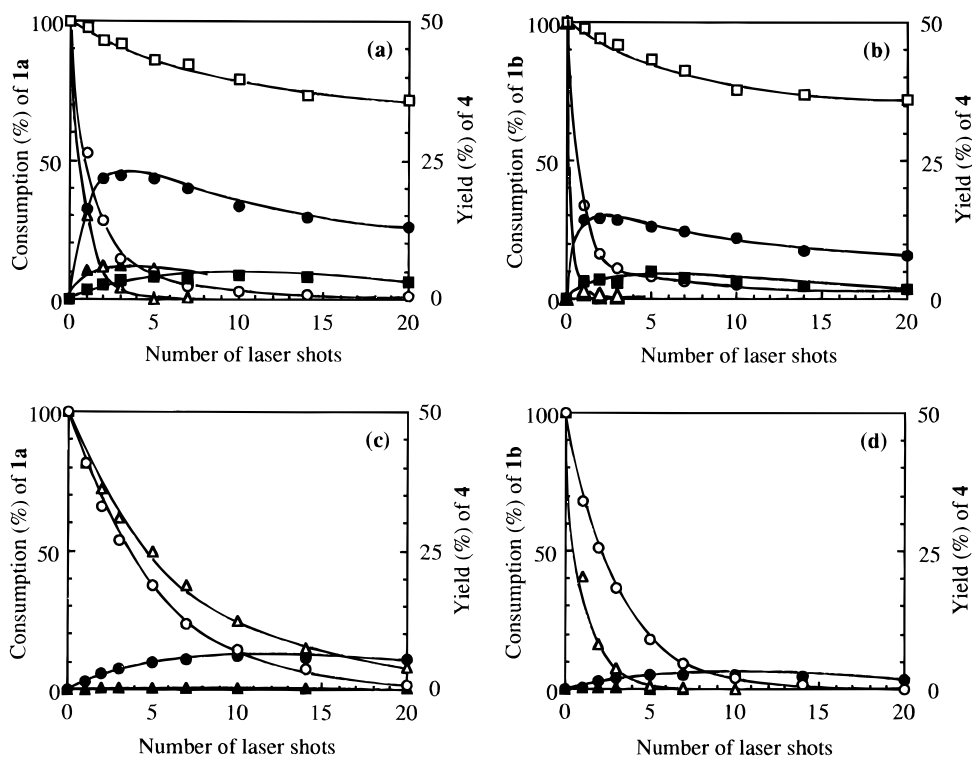 (a)
100
50
0
50
25
0
0 5 10 15 20
Consumption (%) of 1a
Yield (%) of 4
Number of laser shots
(b)
100
50
0
50
25
0
0 5 10 15 20
Consumption (%) of 1b
Yield (%) of 4
Number of laser shots
(c)
100
50
0
50
25
0
0 5 10 15 20
Consumption (%) of 1a
Yield (%) of 4
Number of laser shots
(d)
100
50
0
50
25
0
0 5 10 15 20
Consumption (%) of 1b
Yield (%) of 4
Number of laser shots